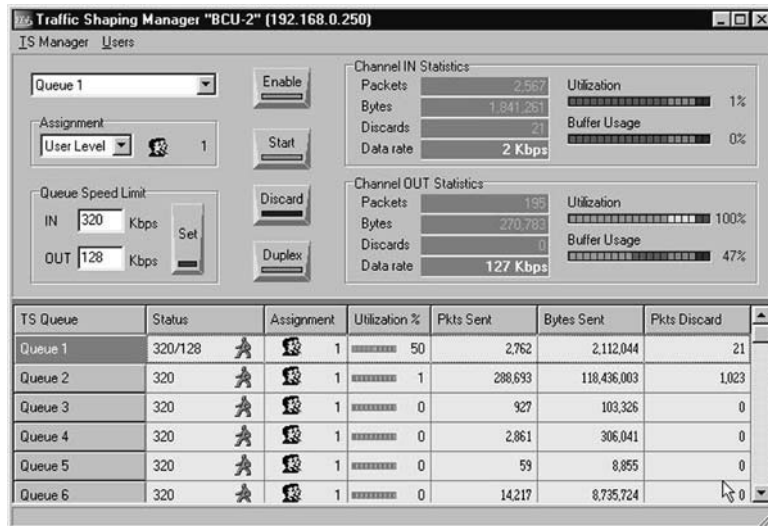 Traffic Shaping Manager "BCU-2" (192.168.0.250)
TS Manager Users
Queue 1
Assignment
User Level 1
Queue Speed Limit
IN 320 Kbps
OUT 128 Kbps
Set
Enable
Start
Discard
Duplex
Channel IN Statistics
Packets 2,567
Bytes 1,841,261
Discards 21
Data rate 2 Kbps
Utilization
1%
Buffer Usage
0%
Channel OUT Statistics
Packets 195
Bytes 270,783
Discards 0
Data rate 127 Kbps
Utilization
100%
Buffer Usage
47%
TS Queue Status Assignment Utilization % Pkts Sent Bytes Sent Pkts Discard
Queue 1 320/128 1 50 2,762 2,112,044 21
Queue 2 320 1 1 288,693 118,436,003 1,023
Queue 3 320 1 0 927 103,326 0
Queue 4 320 1 0 2,861 306,041 0
Queue 5 320 1 0 59 8,855 0
Queue 6 320 1 0 14,217 8,735,724 0